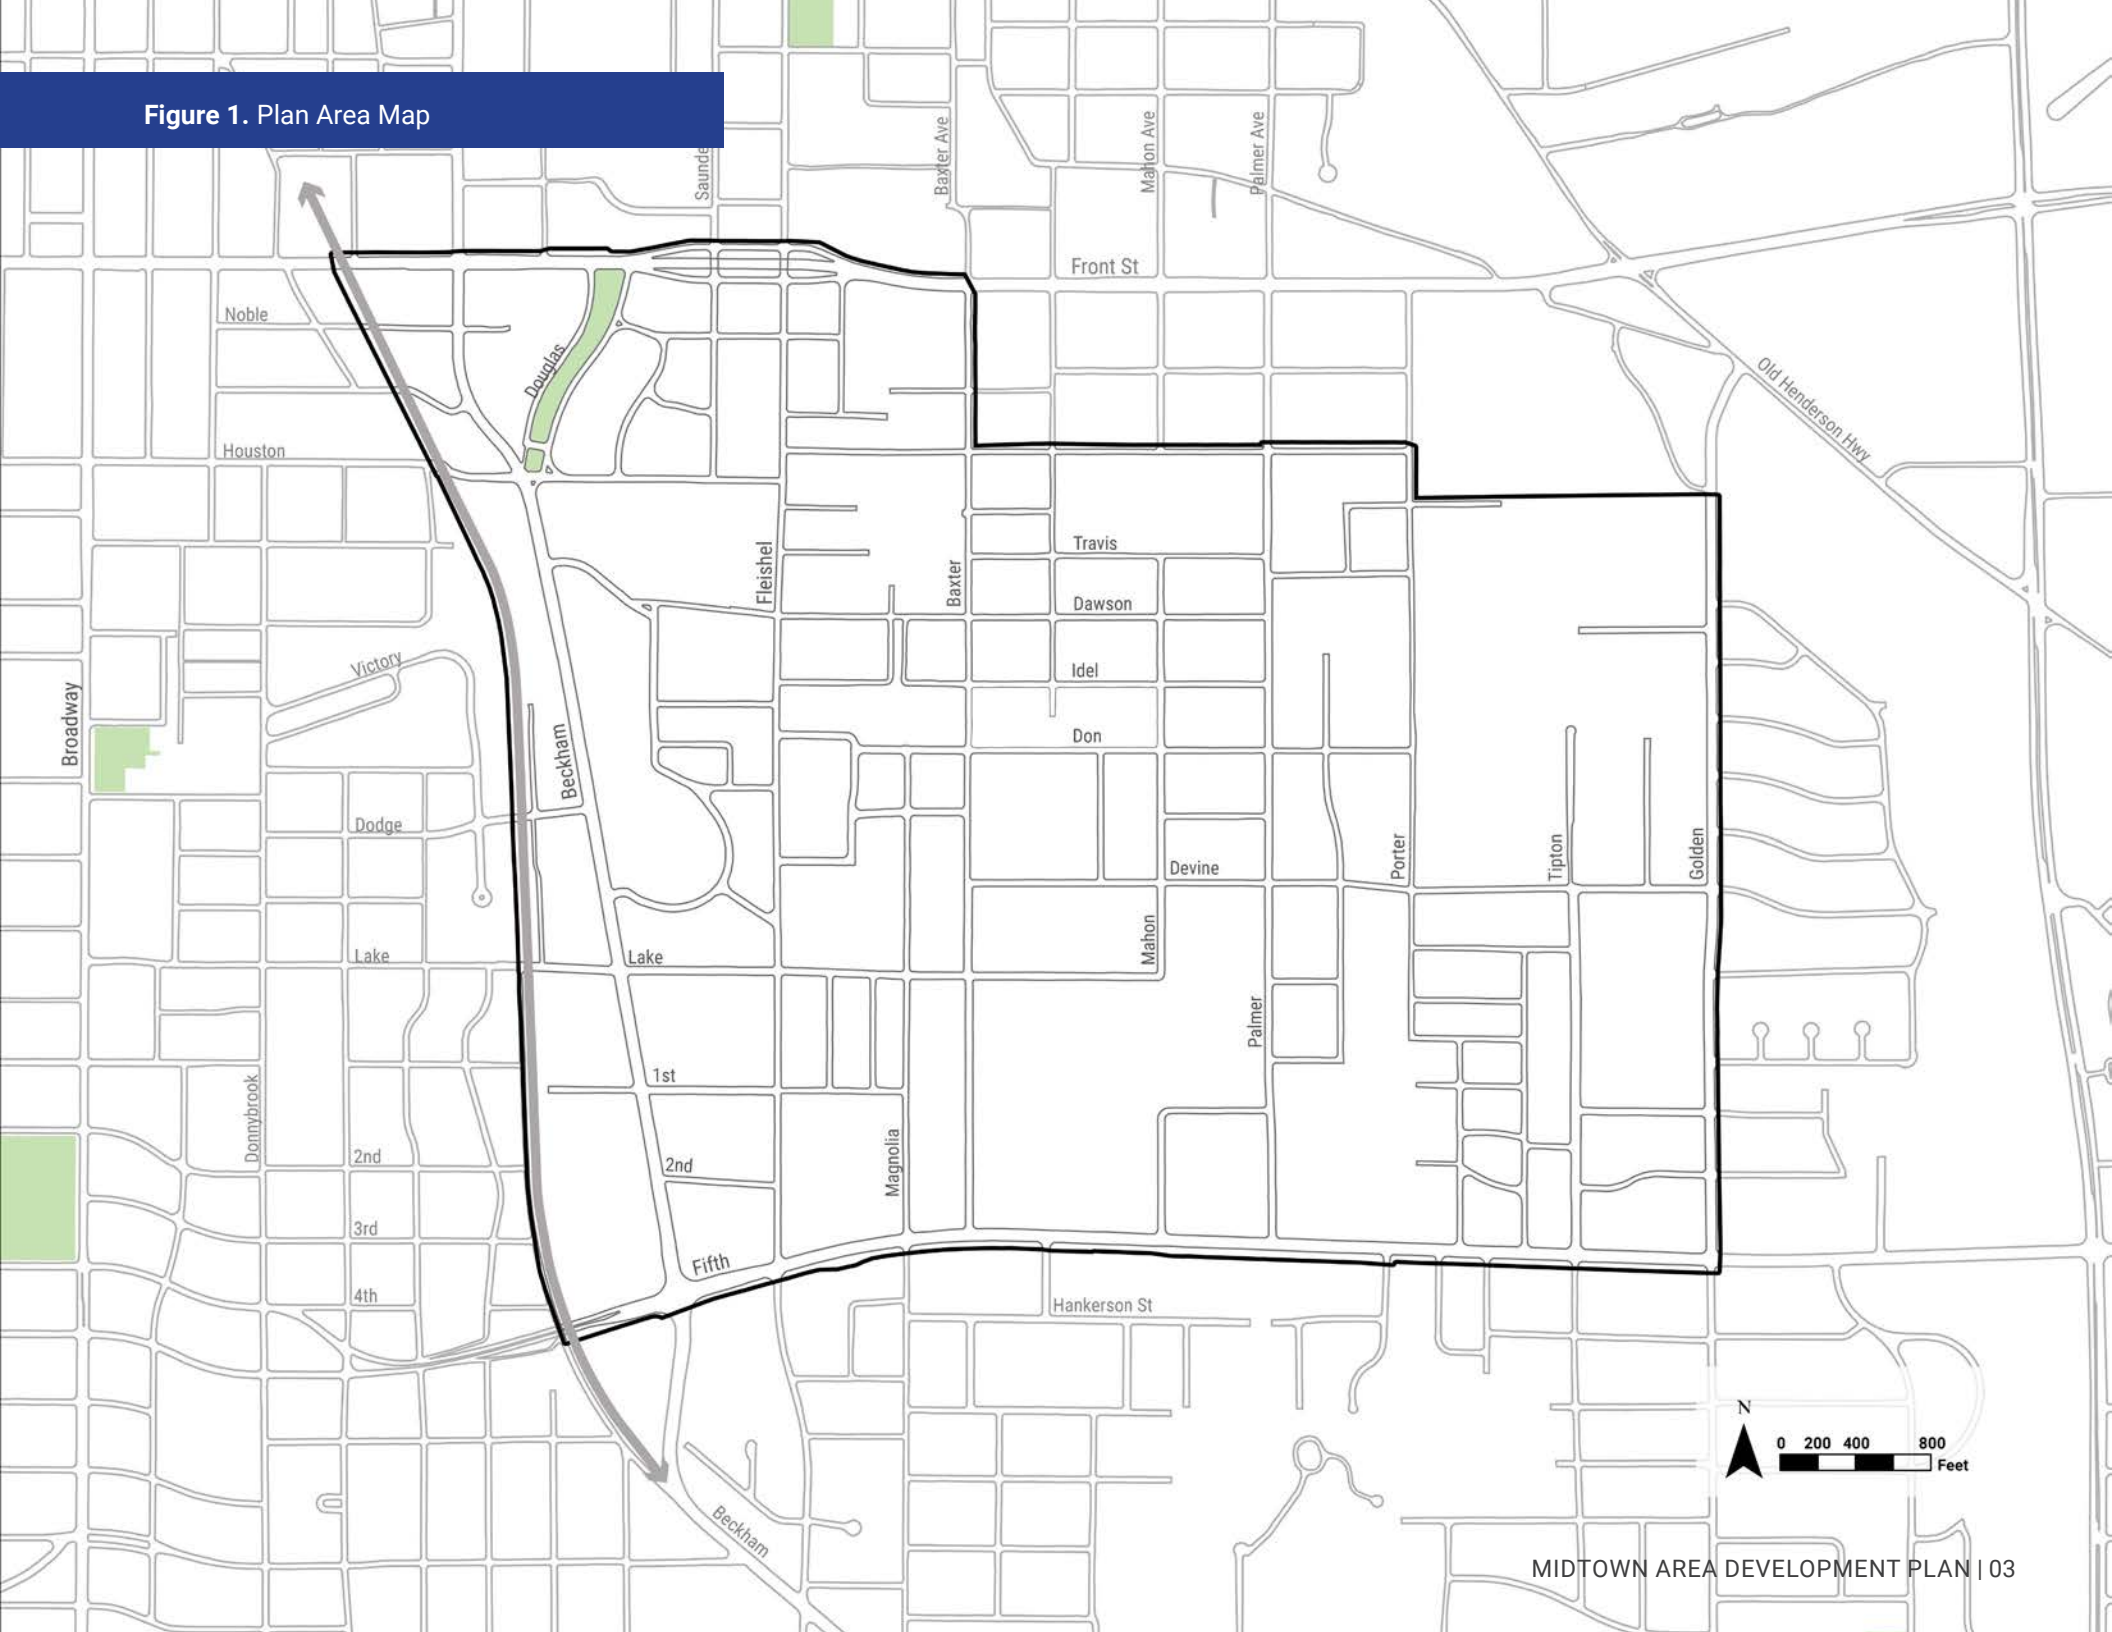 Figure 1. Plan Area Map
Saunde
Baxter Ave
Mahon Ave
Palmer Ave
Front St
Noble
Douglas
Old Henderson Hwy
Houston
Travis
Fleishel
Baxter
Dawson
Victory
Idel
Broadway
Beckham
Don
Dodge
Devine
Porter
Tipton
Golden
Mahon
Lake
Lake
Palmer
1st
Donnybrook
2nd
2nd
Magnolia
3rd
Fifth
4th
Hankerson St
N
0 200 400 800
Feet
Beckham
MIDTOWN AREA DEVELOPMENT PLAN | 03